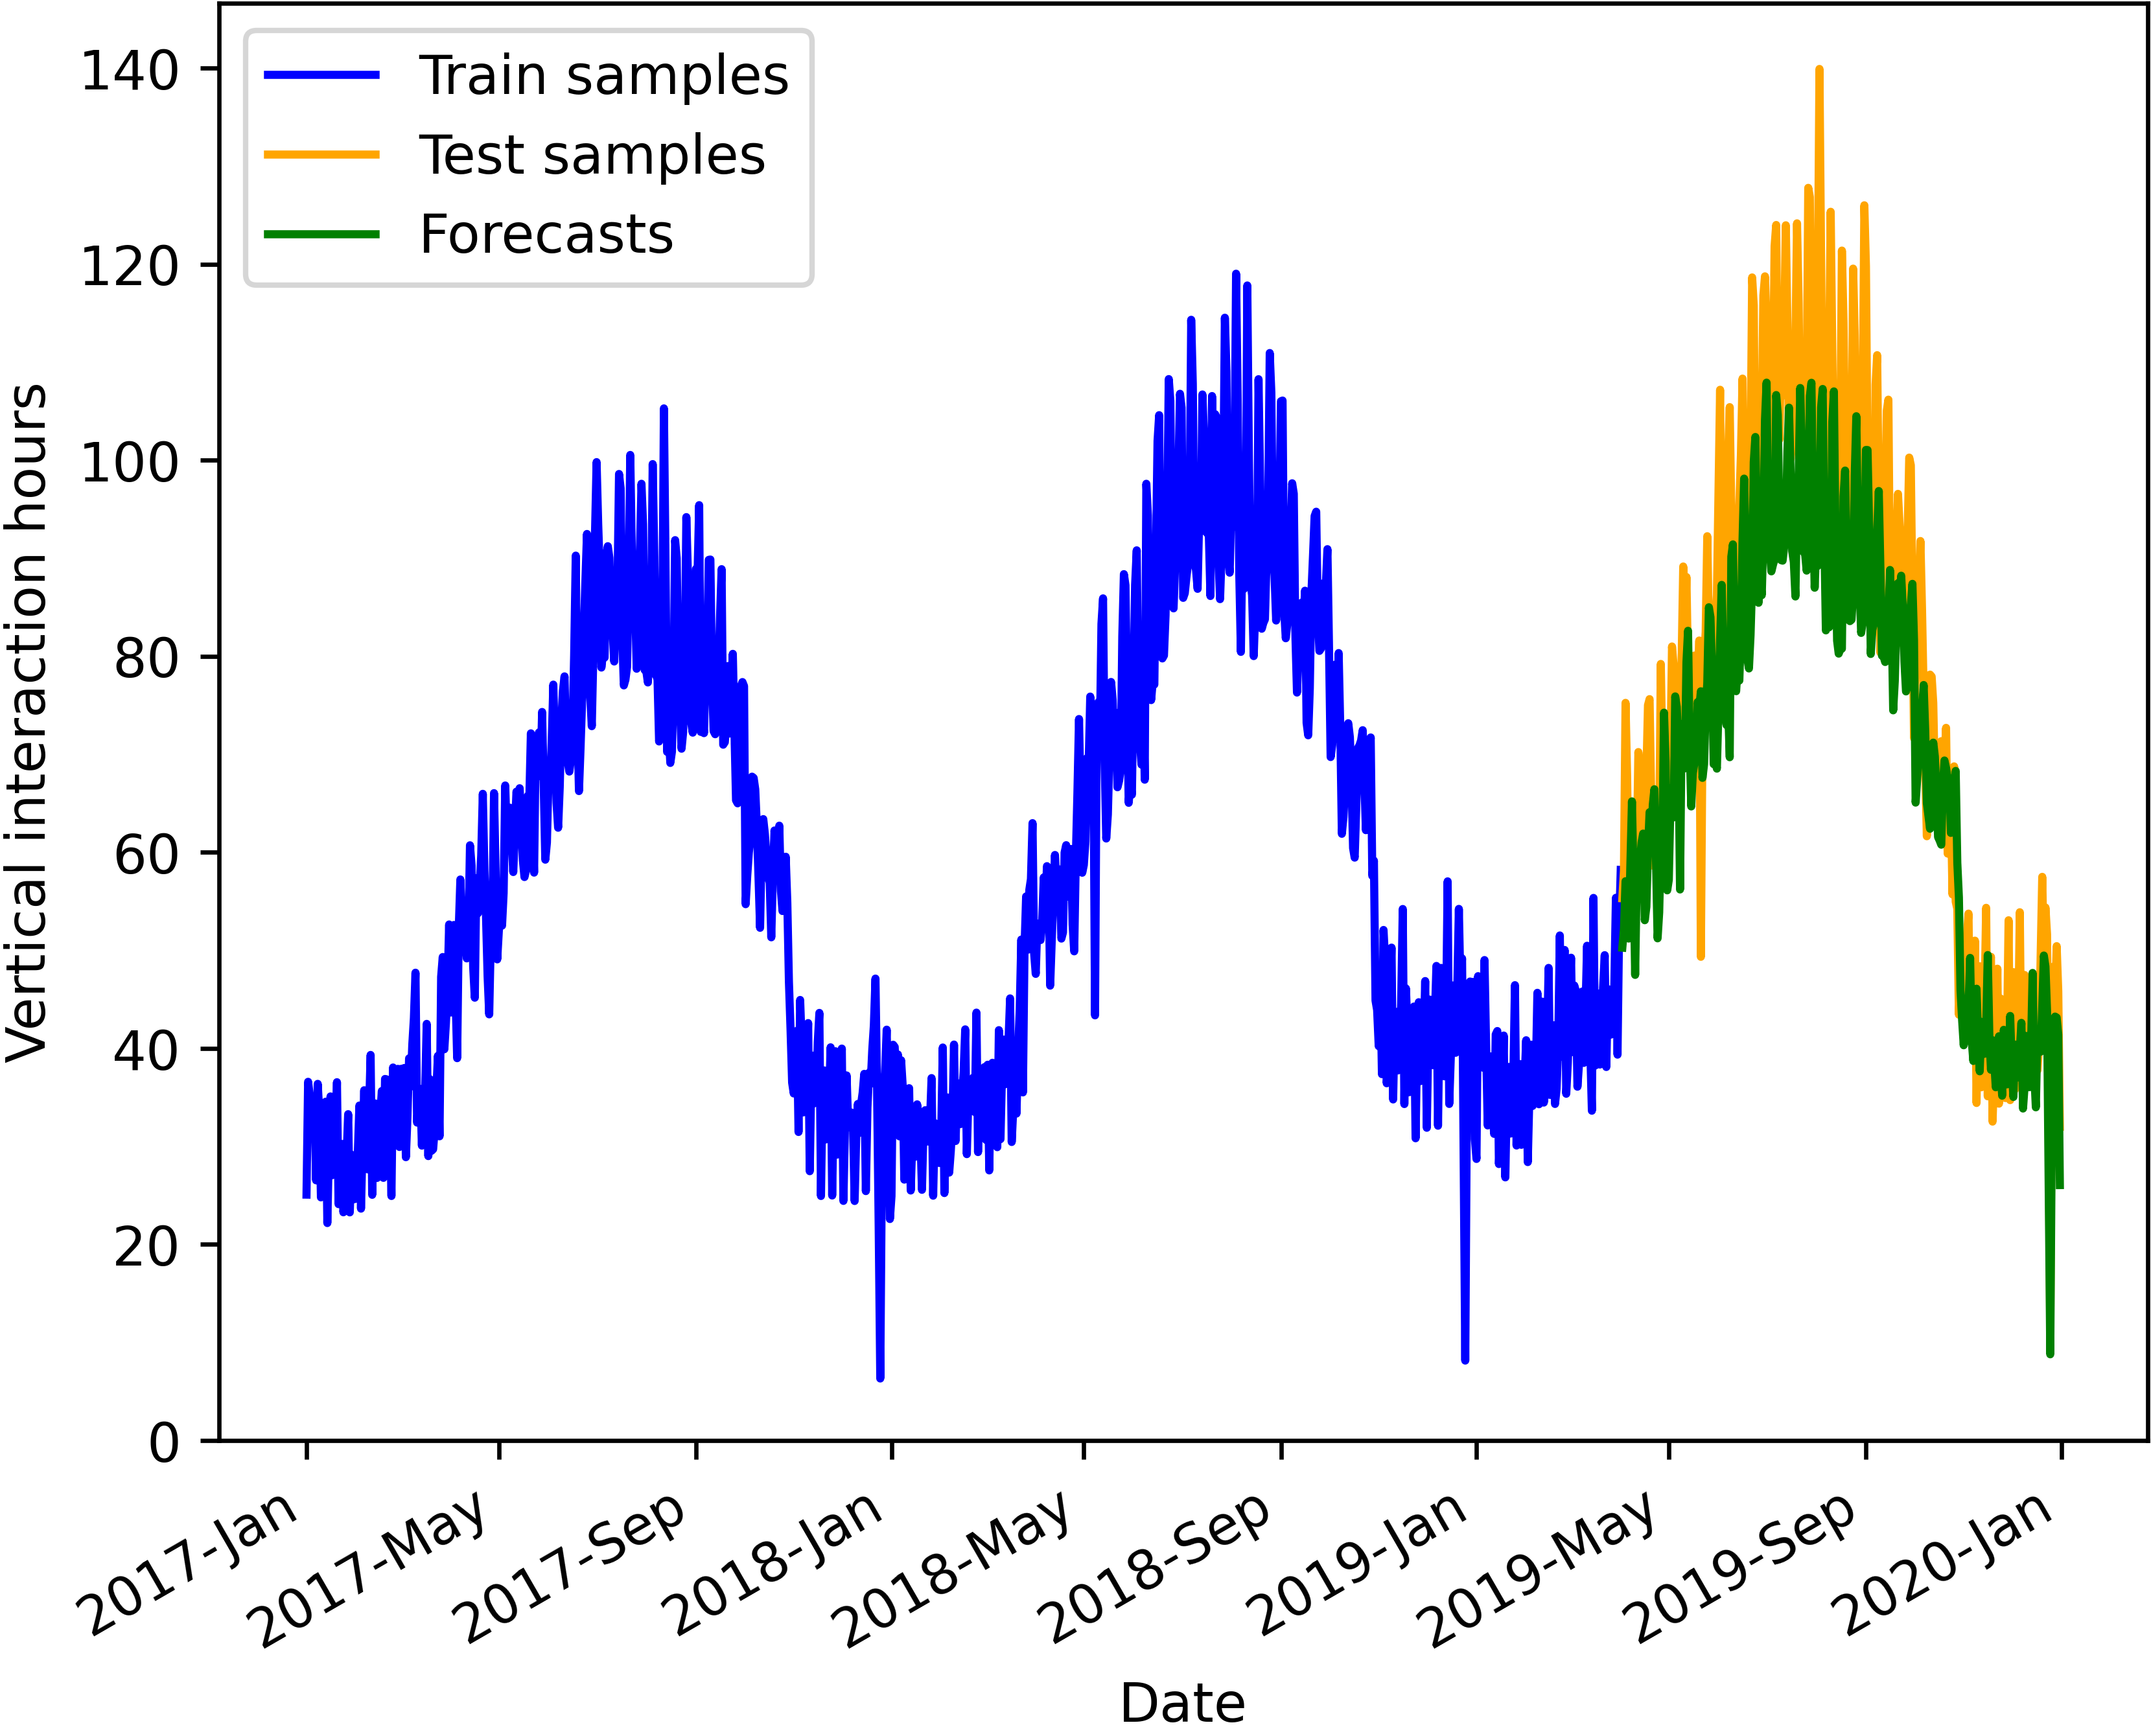 Train samples
Test samples
Forecasts
Vertical interaction hours
140
120
100
80
60
40
20
0
2017-Jan
2017-May
2017-Sep
2018-Jan
2018-May
2018-Sep
2019-Jan
2019-May
2019-Sep
2020-Jan
Date